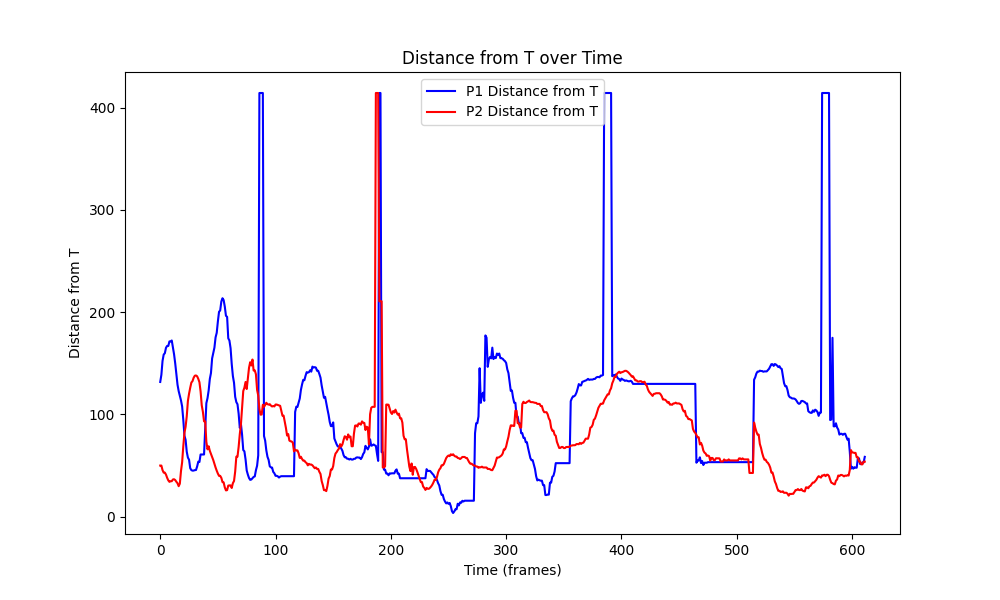 Distance from T over Time
P1 Distance from T
P2 Distance from T
Distance from T
400
300
200
100
0
0 100 200 300 400 500 600
Time (frames)